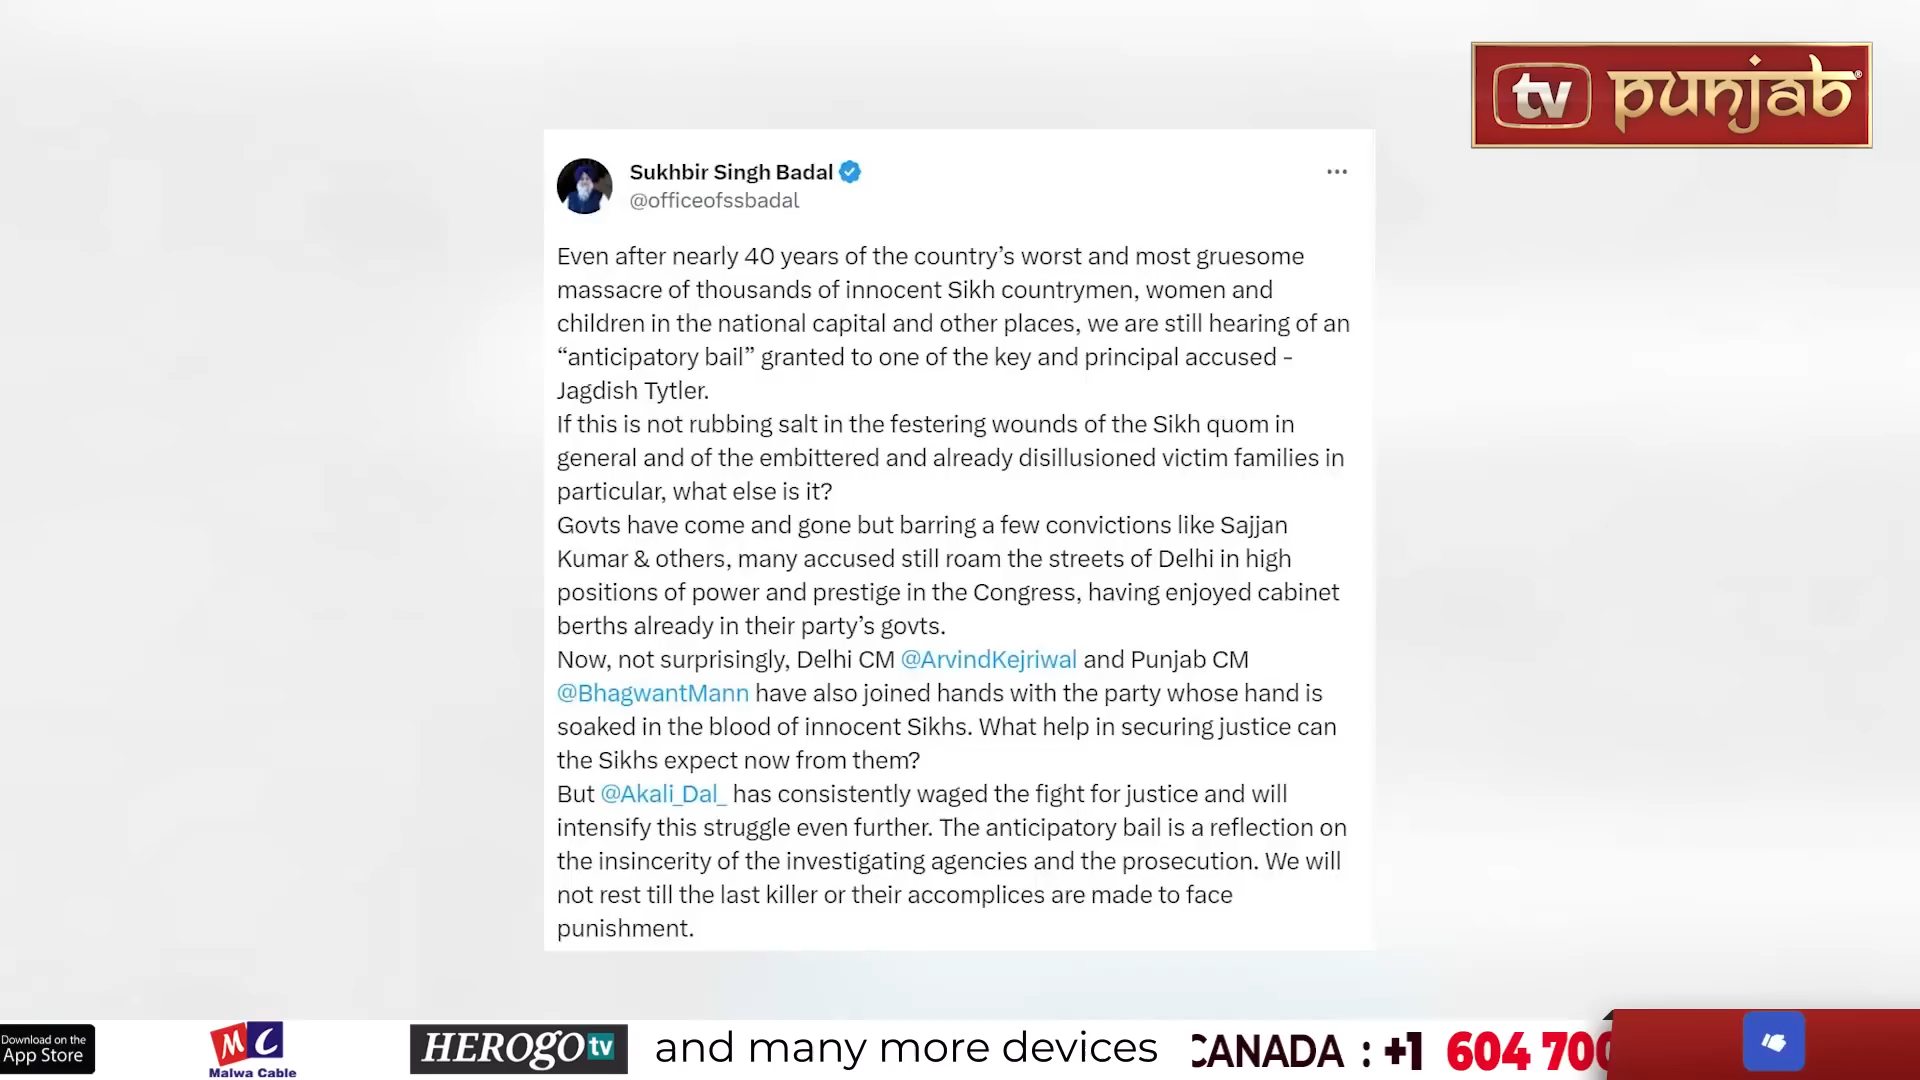 tv punjab®
Sukhbir Singh Badal
@officeofssbadal
Even after nearly 40 years of the country’s worst and most gruesome
massacre of thousands of innocent Sikh countrymen, women and
children in the national capital and other places, we are still hearing of an
“anticipatory bail” granted to one of the key and principal accused -
Jagdish Tytler.
If this is not rubbing salt in the festering wounds of the Sikh quom in
general and of the embittered and already disillusioned victim families in
particular, what else is it?
Govts have come and gone but barring a few convictions like Sajjan
Kumar & others, many accused still roam the streets of Delhi in high
positions of power and prestige in the Congress, having enjoyed cabinet
berths already in their party’s govts.
Now, not surprisingly, Delhi CM @ArvindKejriwal and Punjab CM
@BhagwantMann have also joined hands with the party whose hand is
soaked in the blood of innocent Sikhs. What help in securing justice can
the Sikhs expect now from them?
But @Akali_Dal_ has consistently waged the fight for justice and will
intensify this struggle even further. The anticipatory bail is a reflection on
the insincerity of the investigating agencies and the prosecution. We will
not rest till the last killer or their accomplices are made to face
punishment.
Download on the
App Store
MC
Malwa Cable
HEROGO tv
and many more devices
CANADA : +1 604 700